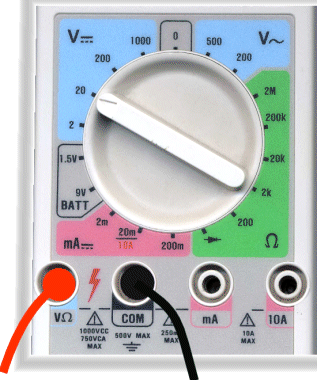 V⎓ 1000 0 500 V~
200 200
20 2M
200k
2
1.5V 20k
9V 2k
BATT
2m 20m 200m 200
10A
mA⎓ Ω
VΩ COM mA 10A
1000VCC 500V MAX 250mA 10A
750VCA MAX MAX
MAX